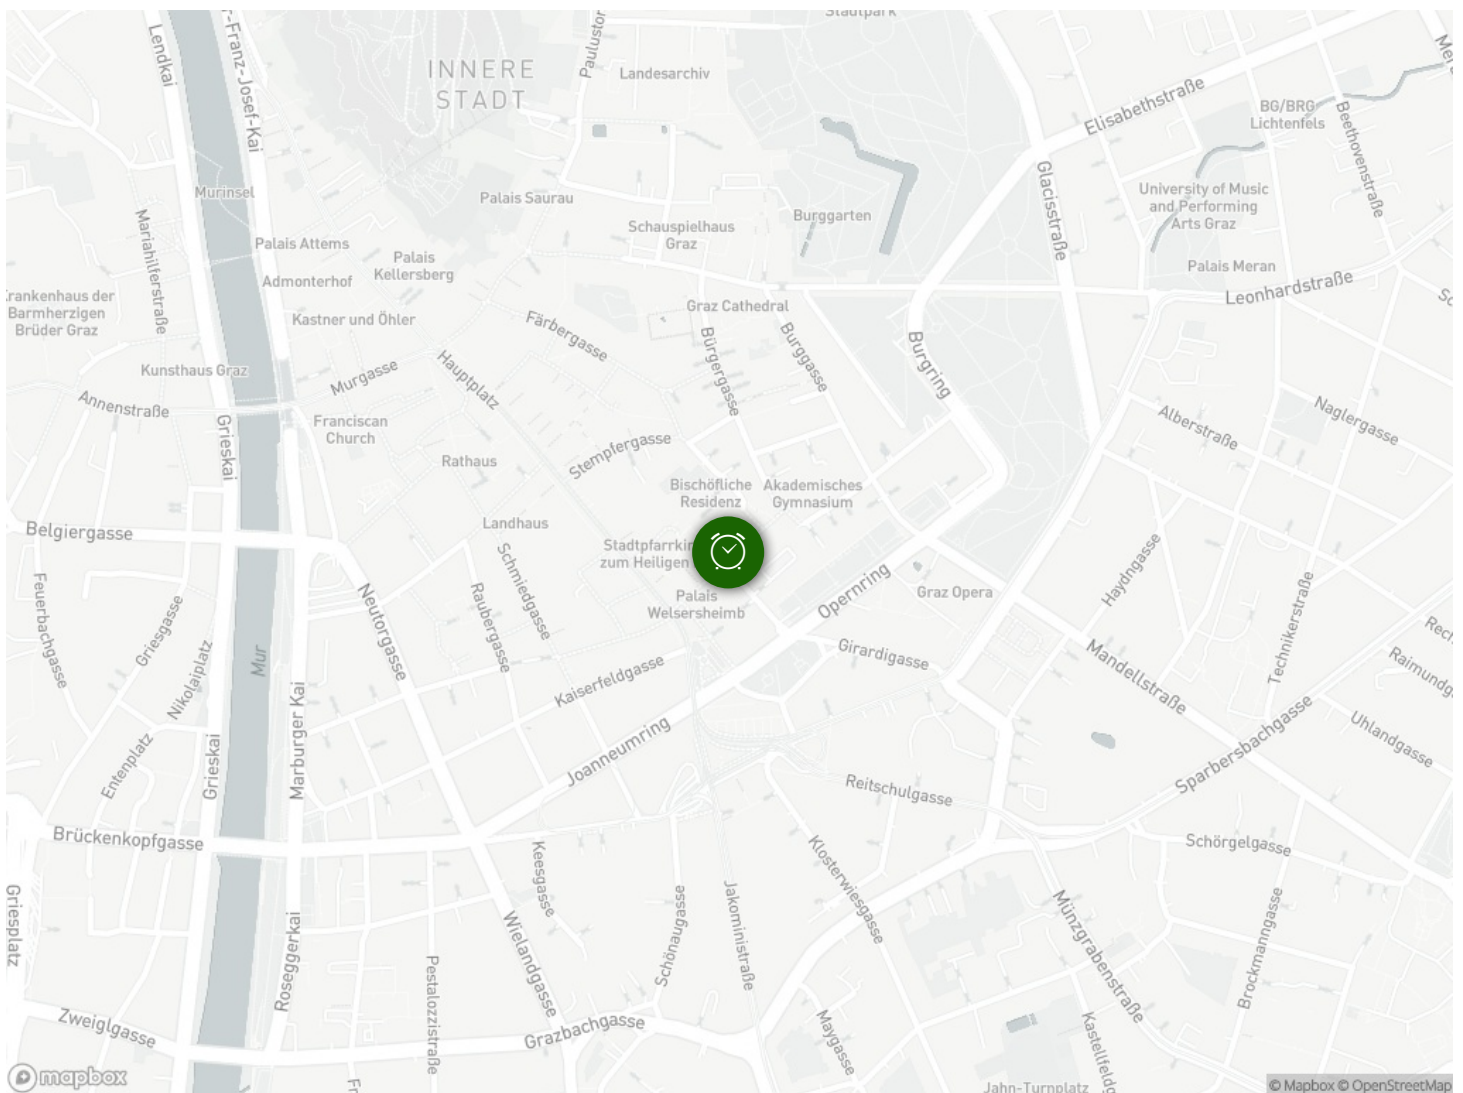 Stadtpark
Lendkai
-Franz-Josef-Kai
Paulustor
INNERE
STADT
Landesarchiv
Elisabethstraße
BG/BRG
Lichtenfels
Beethovenstraße
Murinsel
Palais Saurau
Burggarten
Glacisstraße
University of Music
and Performing
Arts Graz
Mariahilferstraße
Palais Attems
Schauspielhaus
Graz
Palais
Kellersberg
Palais Meran
Admonterhof
Leonhardstraße
Krankenhaus der
Barmherzigen
Brüder Graz
Kastner und Öhler
Färbergasse
Graz Cathedral
Bürgergasse
Burggasse
Burgring
Kunsthaus Graz
Murgasse
Hauptplatz
Annenstraße
Franciscan
Church
Grieskai
Alberstraße
Naglergasse
Stempfergasse
Rathaus
Bischöfliche
Residenz
Akademisches
Gymnasium
Belgiergasse
Landhaus
Schmiedgasse
Stadtpfarrkir
zum Heiligen
Haydngasse
Feuerbachgasse
Griesgasse
Neutorgasse
Raubergasse
Palais
Welsersheimb
Opernring
Graz Opera
Technikerstraße
Rech
Nikolaiplatz
Mur
Kaiserfeldgasse
Girardigasse
Mandellstraße
Raimundg
Marburger Kai
Entenplatz
Grieskai
Joanneumring
Reitschulgasse
Sparbersbachgasse
Uhlandgasse
Brückenkopfgasse
Keesgasse
Klosterwiesgasse
Schörgelgasse
Griesplatz
Roseggerkai
Wielandgasse
Schönaugasse
Jakoministraße
Münzgrabenstraße
Brockmanngasse
Zweiglgasse
Pestalozzistraße
Grazbachgasse
Maygasse
Kastellfeldg
Fr
Jahn-Turnplatz
mapbox
© Mapbox © OpenStreetMap